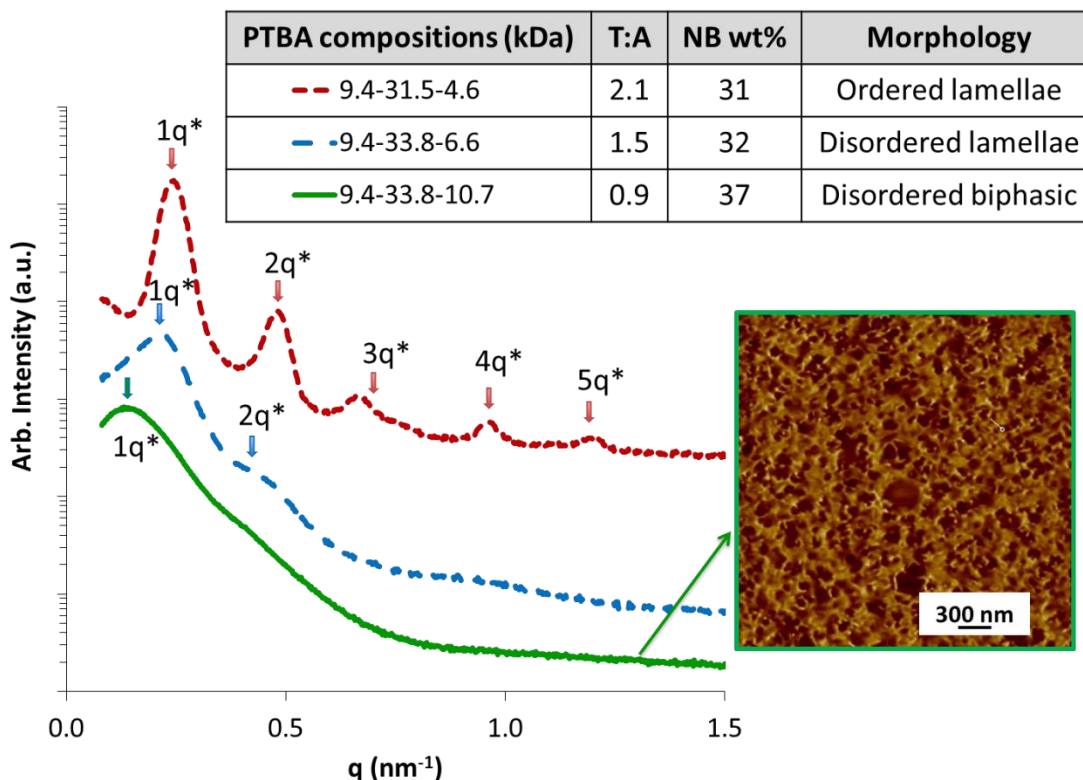 PTBA compositions (kDa) T:A NB wt% Morphology
9.4-31.5-4.6 2.1 31 Ordered lamellae
9.4-33.8-6.6 1.5 32 Disordered lamellae
9.4-33.8-10.7 0.9 37 Disordered biphasic
1q*
2q*
1q*
3q*
4q*
5q*
2q*
1q*
Arb. Intensity (a.u.)
300 nm
0.0 0.5 1.0 1.5
q (nm⁻¹)